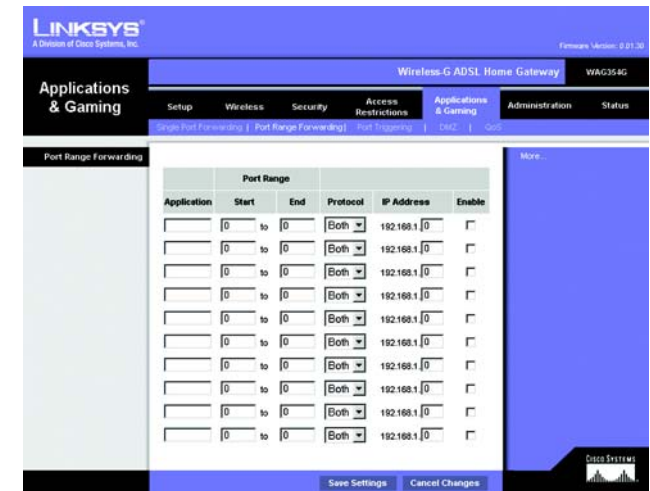 LINKSYS®
A Division of Cisco Systems, Inc.
Firmware Version: 0.01.30
Wireless-G ADSL Home Gateway WAG354G
Applications & Gaming
Setup Wireless Security Access Restrictions Applications & Gaming Administration Status
Single Port Forwarding | Port Range Forwarding | Port Triggering | DMZ | QoS
Port Range Forwarding
More...
Port Range
Application Start End Protocol IP Address Enable
0 to 0 Both 192.168.1. 0
0 to 0 Both 192.168.1. 0
0 to 0 Both 192.168.1. 0
0 to 0 Both 192.168.1. 0
0 to 0 Both 192.168.1. 0
0 to 0 Both 192.168.1. 0
0 to 0 Both 192.168.1. 0
0 to 0 Both 192.168.1. 0
0 to 0 Both 192.168.1. 0
0 to 0 Both 192.168.1. 0
CISCO SYSTEMS
Save Settings Cancel Changes